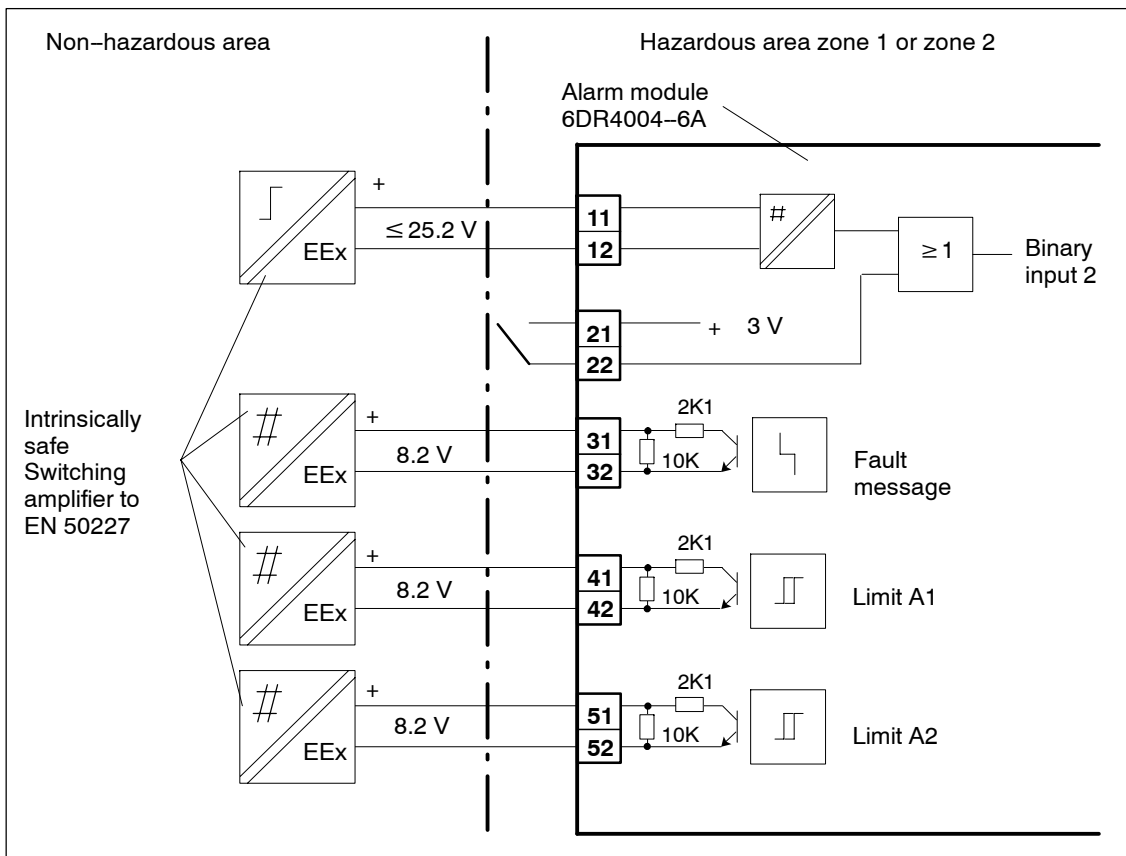 Non-hazardous area
Hazardous area zone 1 or zone 2
Alarm module
6DR4004--6A
+
≤ 25.2 V
EEx
11
12
#
≥ 1
Binary
input 2
21
22
+ 3 V
Intrinsically
safe
Switching
amplifier to
EN 50227
#
+
8.2 V
EEx
31
32
2K1
10K
Fault
message
#
+
8.2 V
EEx
41
42
2K1
10K
Limit A1
#
+
8.2 V
EEx
51
52
2K1
10K
Limit A2